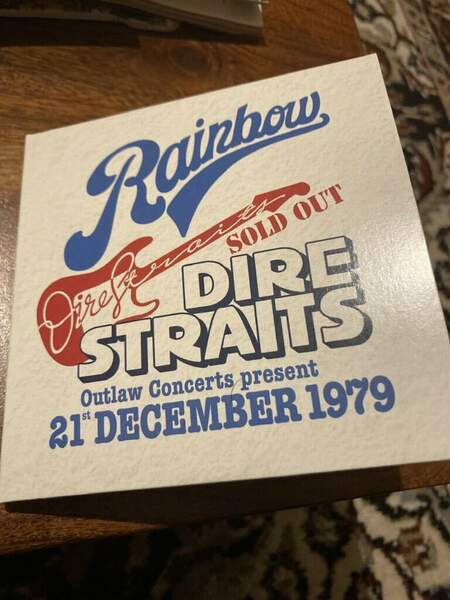 Rainbow
Dire Straits
SOLD OUT
DIRE
STRAITS
Outlaw Concerts present
21st DECEMBER 1979